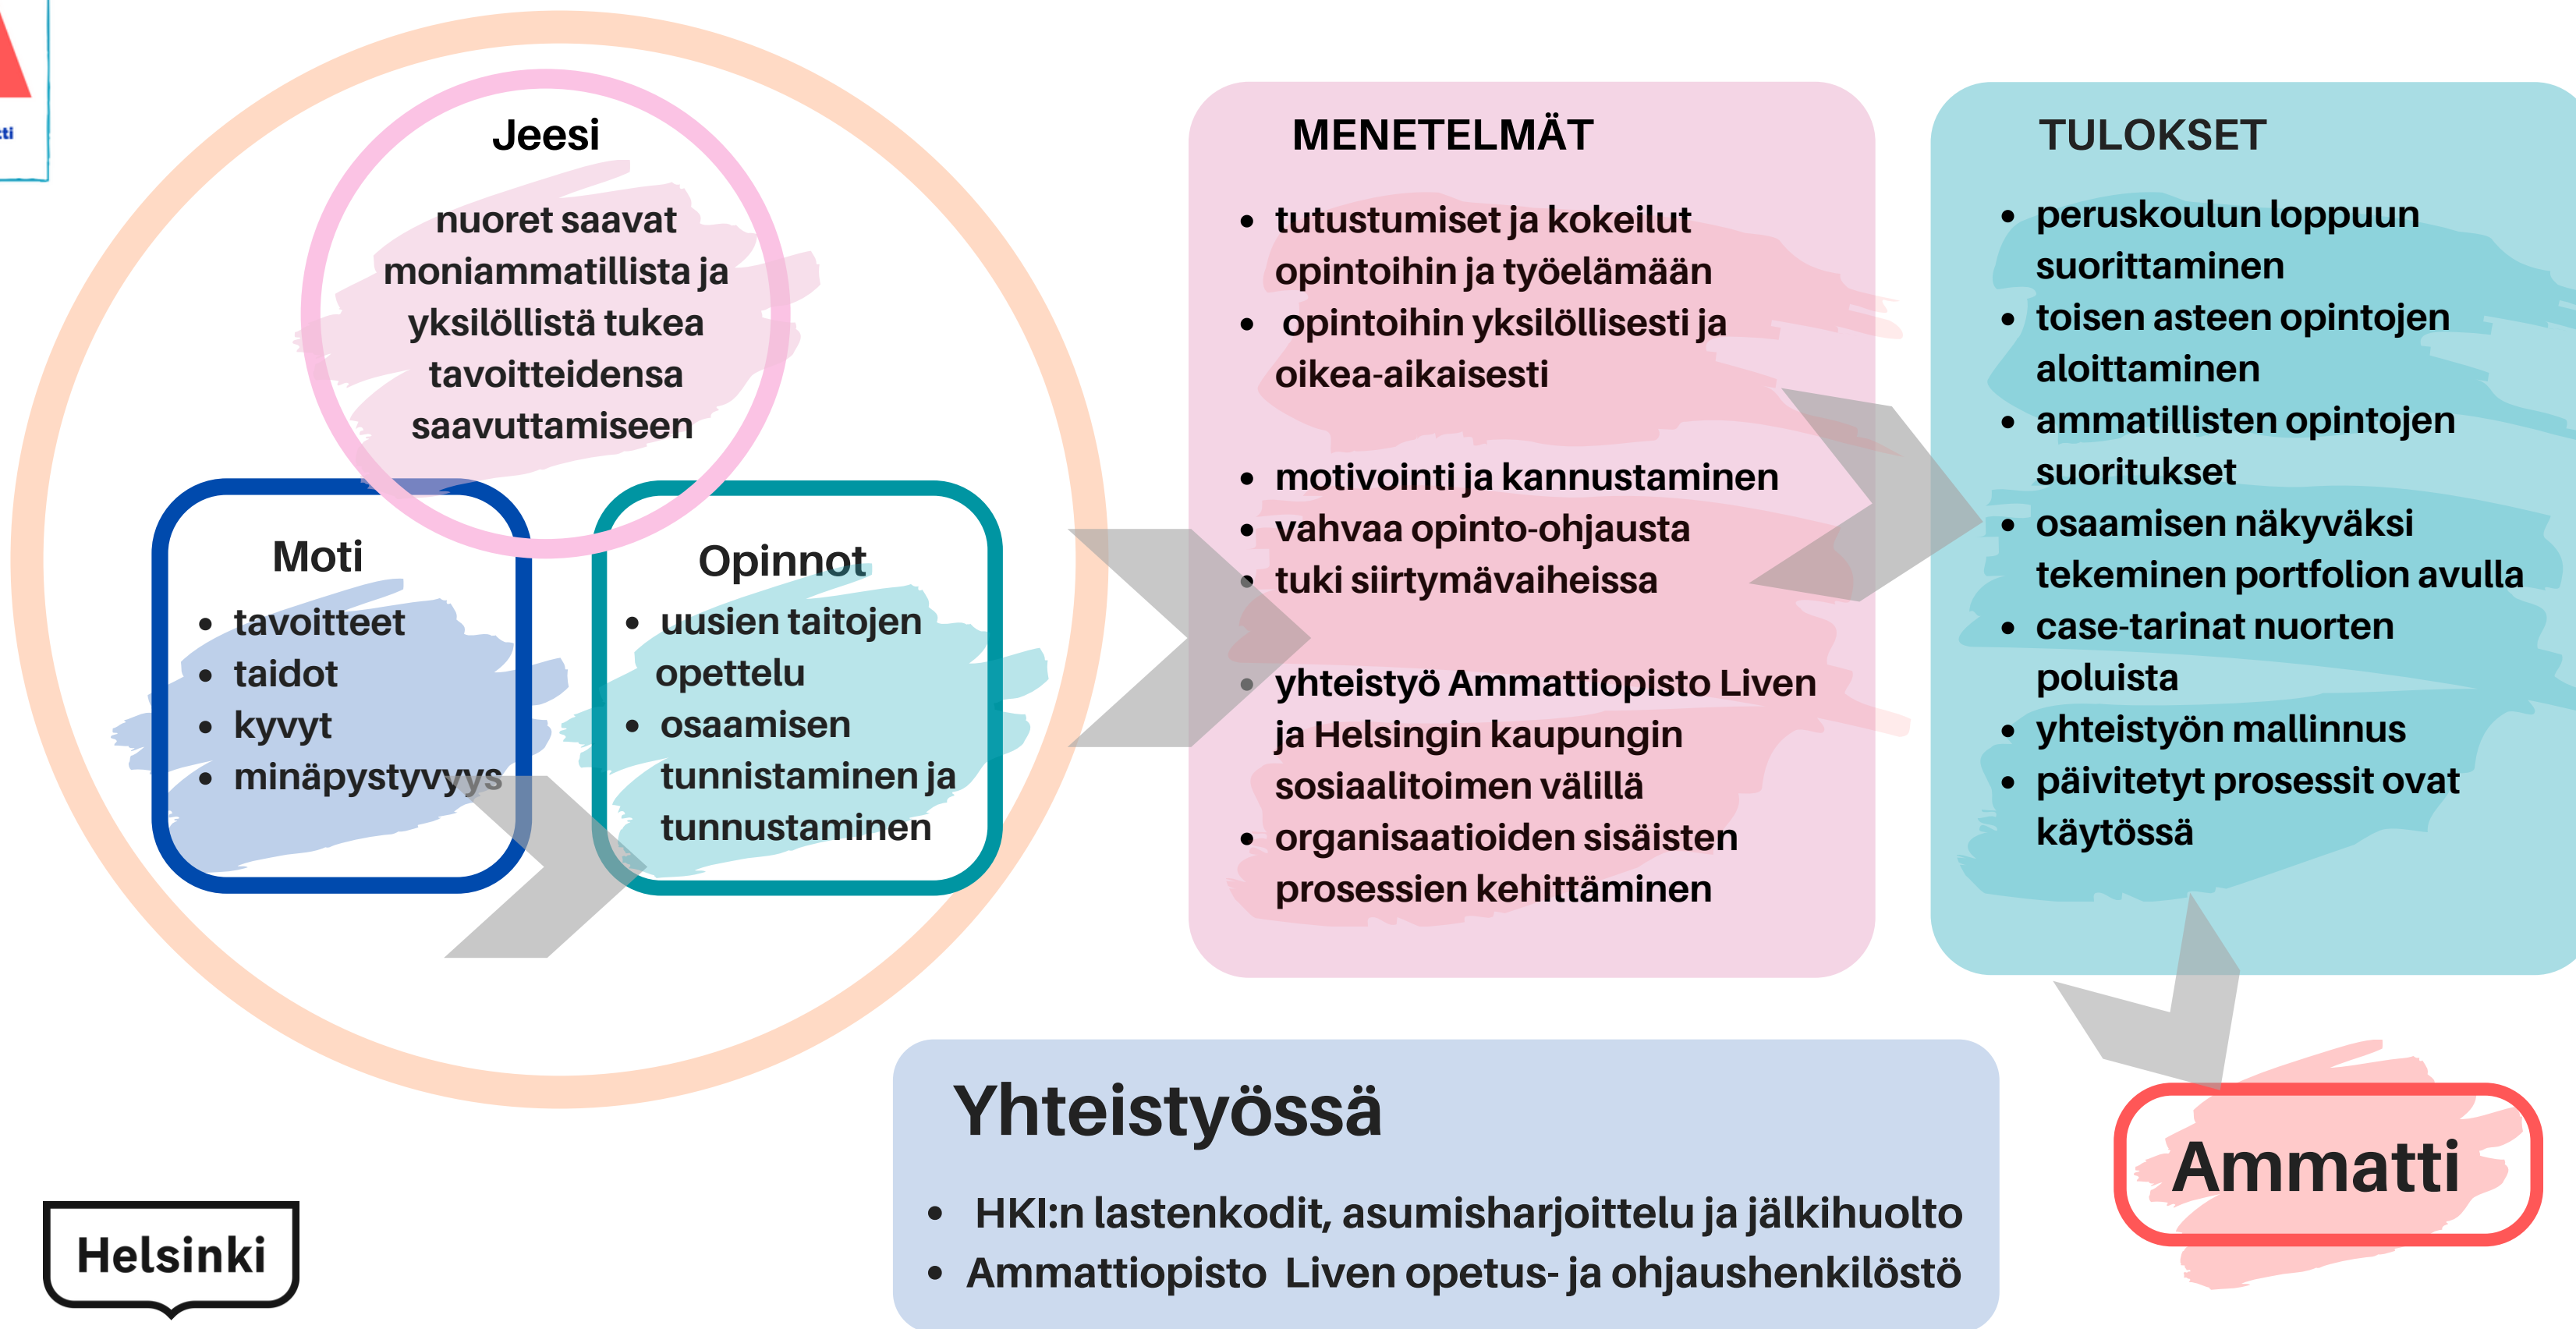 Jeesi
nuoret saavat
moniammatillista ja
yksilöllistä tukea
tavoitteidensa
saavuttamiseen
Moti
• tavoitteet
• taidot
• kyvyt
• minäpystyvyys
Opinnot
• uusien taitojen
opettelu
• osaamisen
tunnistaminen ja
tunnustaminen
MENETELMÄT
• tutustumiset ja kokeilut
opintoihin ja työelämään
• opintoihin yksilöllisesti ja
oikea-aikaisesti
• motivointi ja kannustaminen
• vahvaa opinto-ohjausta
• tuki siirtymävaiheissa
• yhteistyö Ammattiopisto Liven
ja Helsingin kaupungin
sosiaalitoimen välillä
• organisaatioiden sisäisten
prosessien kehittäminen
TULOKSET
• peruskoulun loppuun
suorittaminen
• toisen asteen opintojen
aloittaminen
• ammatillisten opintojen
suoritukset
• osaamisen näkyväksi
tekeminen portfolion avulla
• case-tarinat nuorten
poluista
• yhteistyön mallinnus
• päivitetyt prosessit ovat
käytössä
Yhteistyössä
• HKI:n lastenkodit, asumisharjoittelu ja jälkihuolto
• Ammattiopisto Liven opetus- ja ohjaushenkilöstö
Ammatti
Helsinki